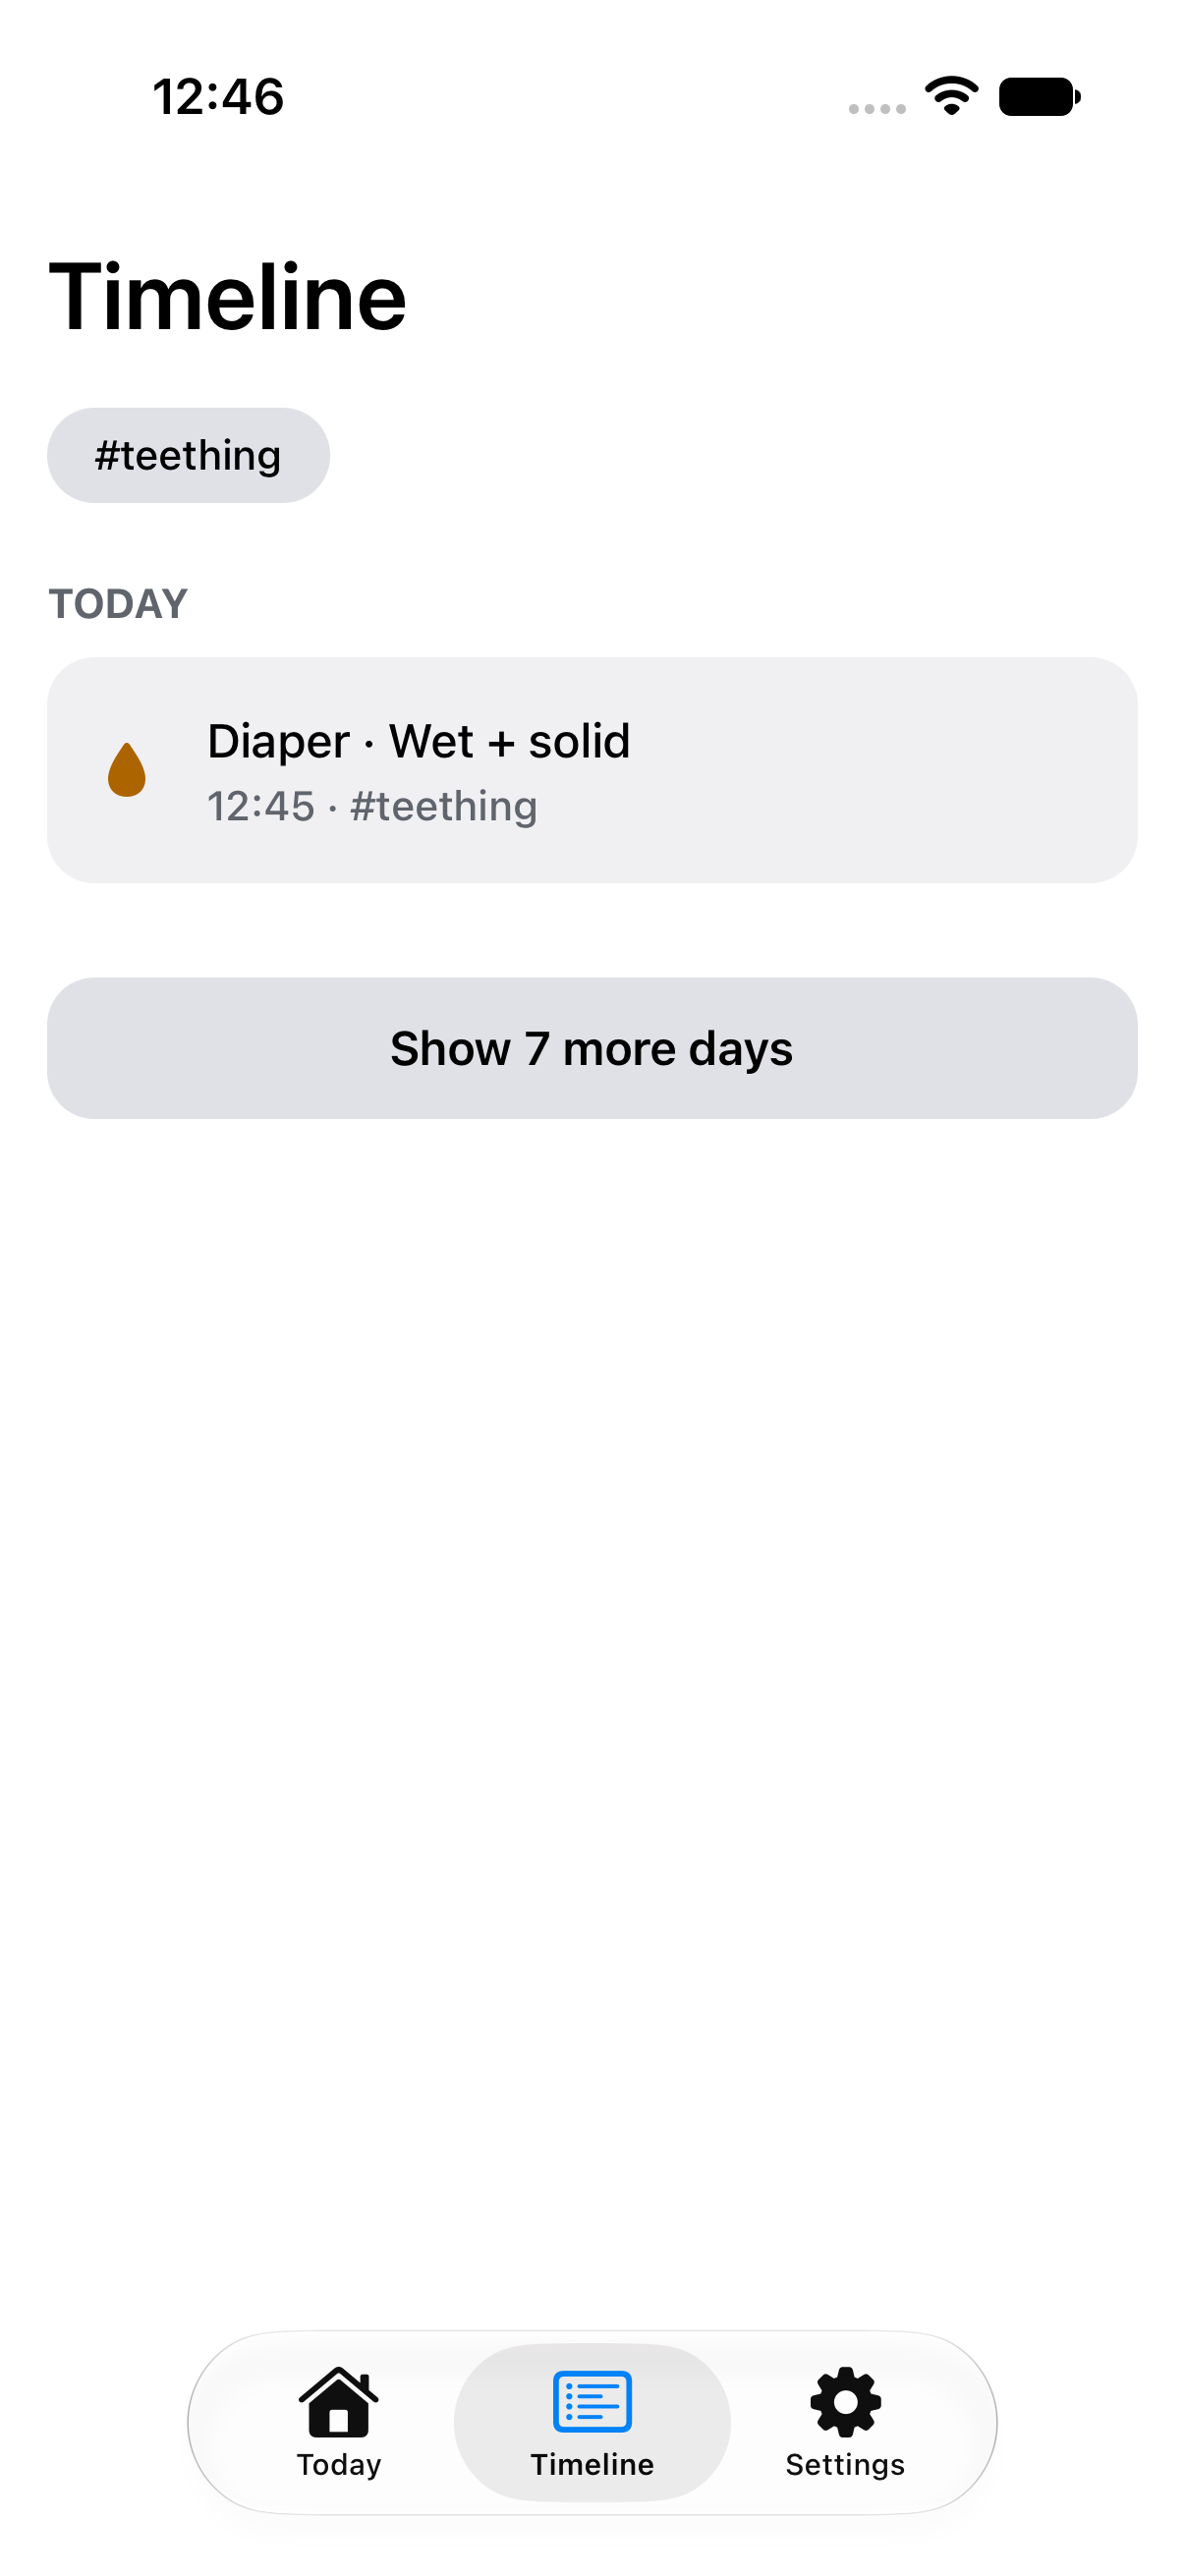 12:46
Timeline
#teething
TODAY
Diaper · Wet + solid
12:45 · #teething
Show 7 more days
Today
Timeline
Settings